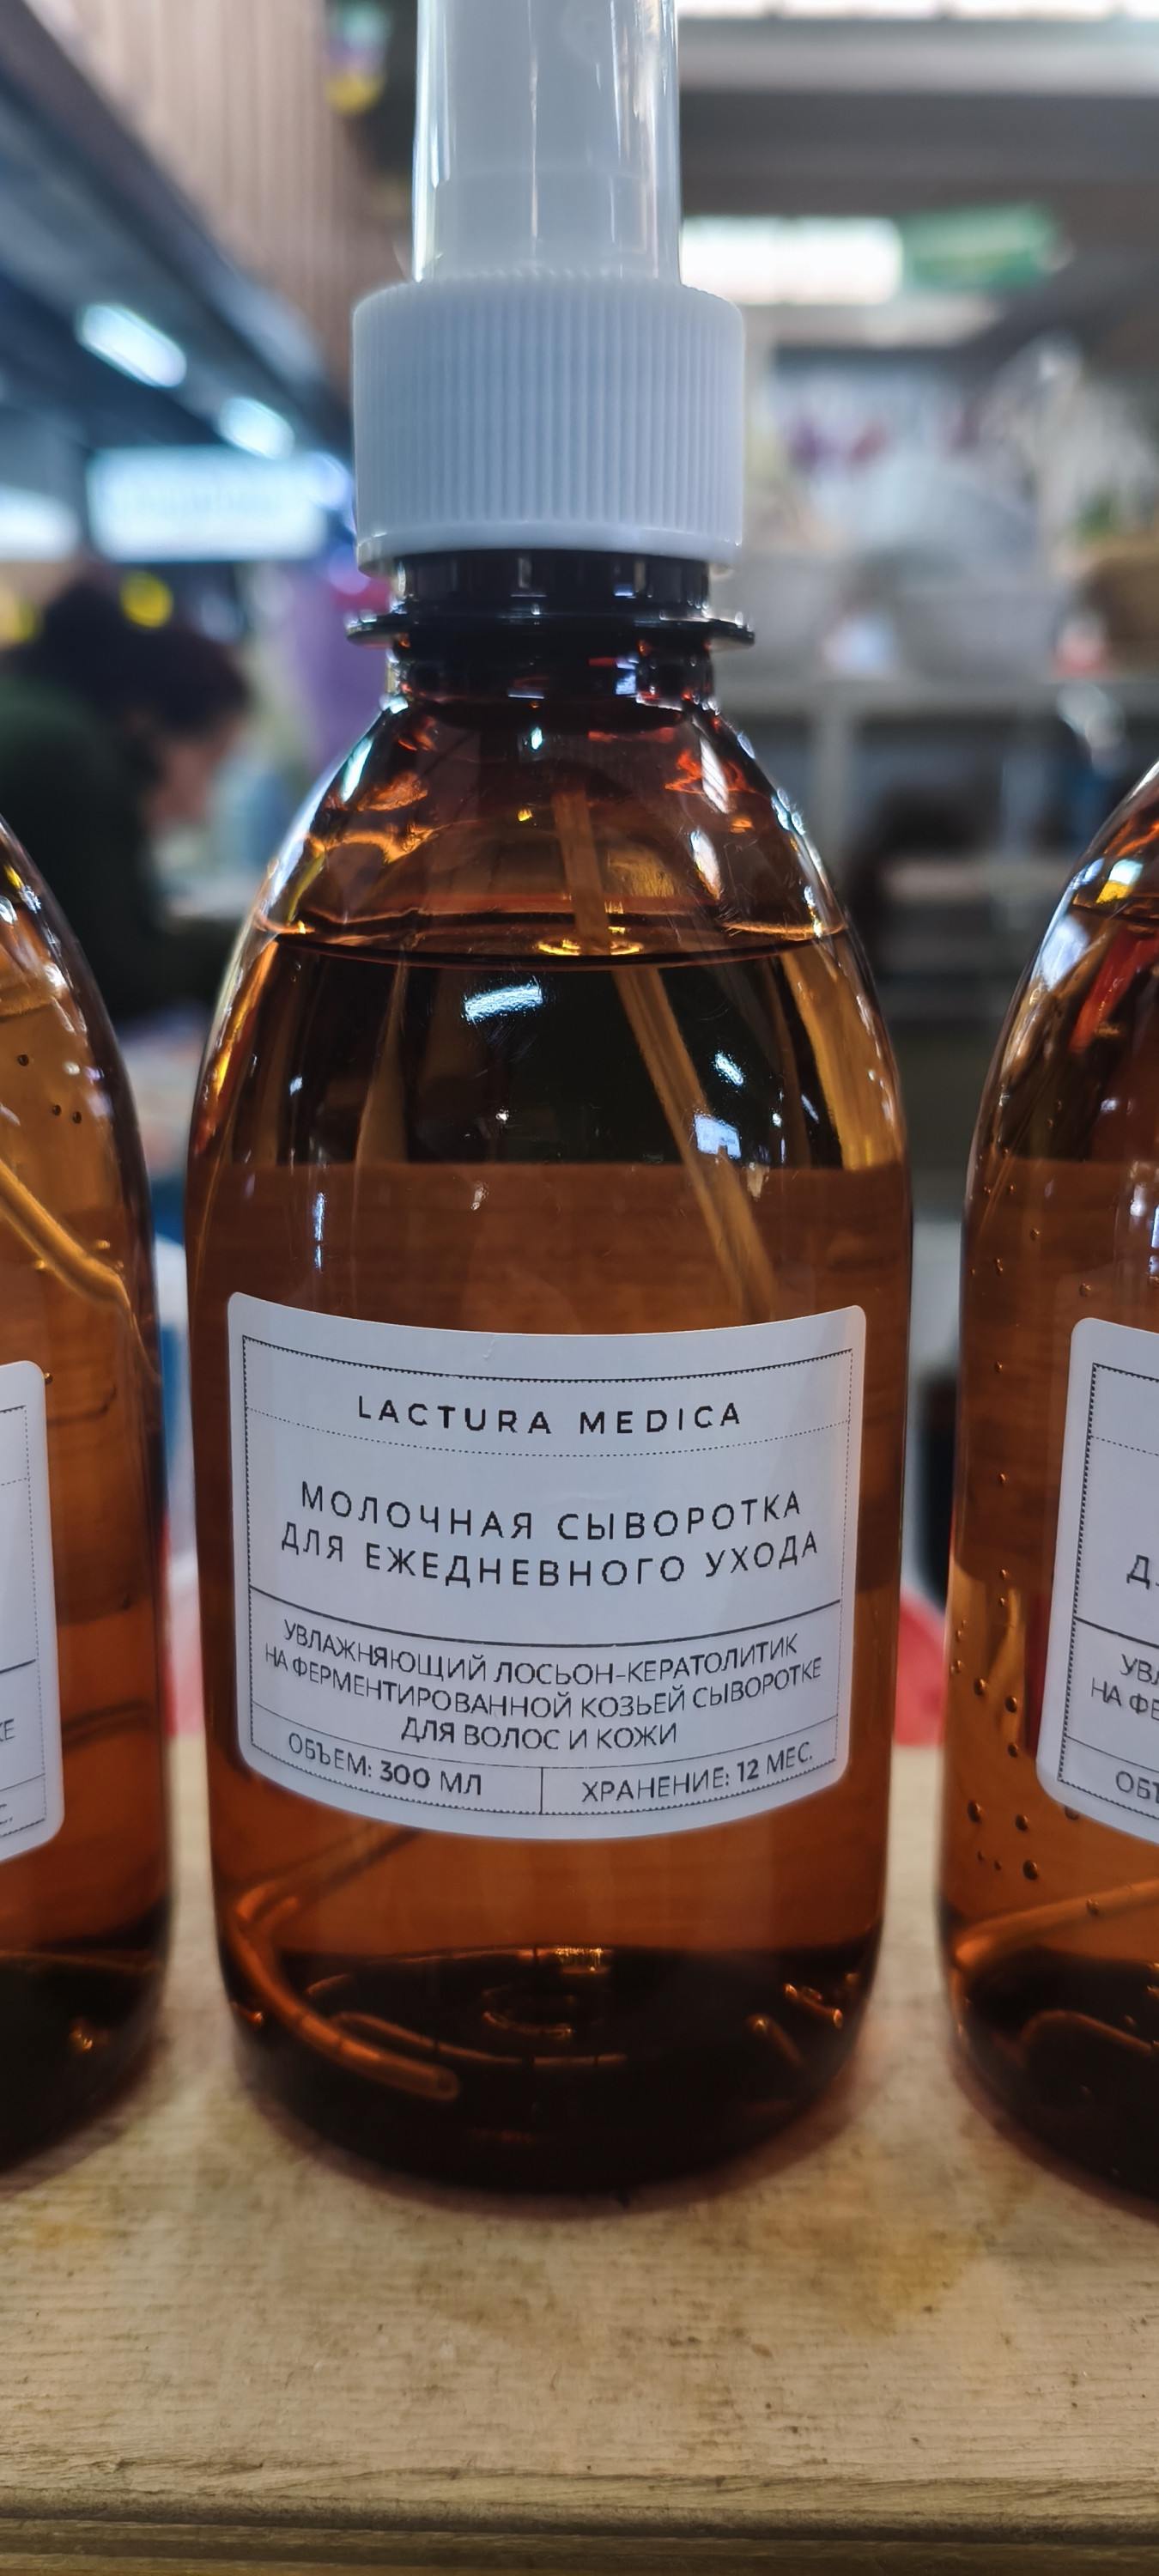 LACTURA MEDICA
МОЛОЧНАЯ СЫВОРОТКА
ДЛЯ ЕЖЕДНЕВНОГО УХОДА
УВЛАЖНЯЮЩИЙ ЛОСЬОН-КЕРАТОЛИТИК
НА ФЕРМЕНТИРОВАННОЙ КОЗЬЕЙ СЫВОРОТКЕ
ДЛЯ ВОЛОС И КОЖИ
ОБЪЕМ: 300 МЛ
ХРАНЕНИЕ: 12 МЕС.